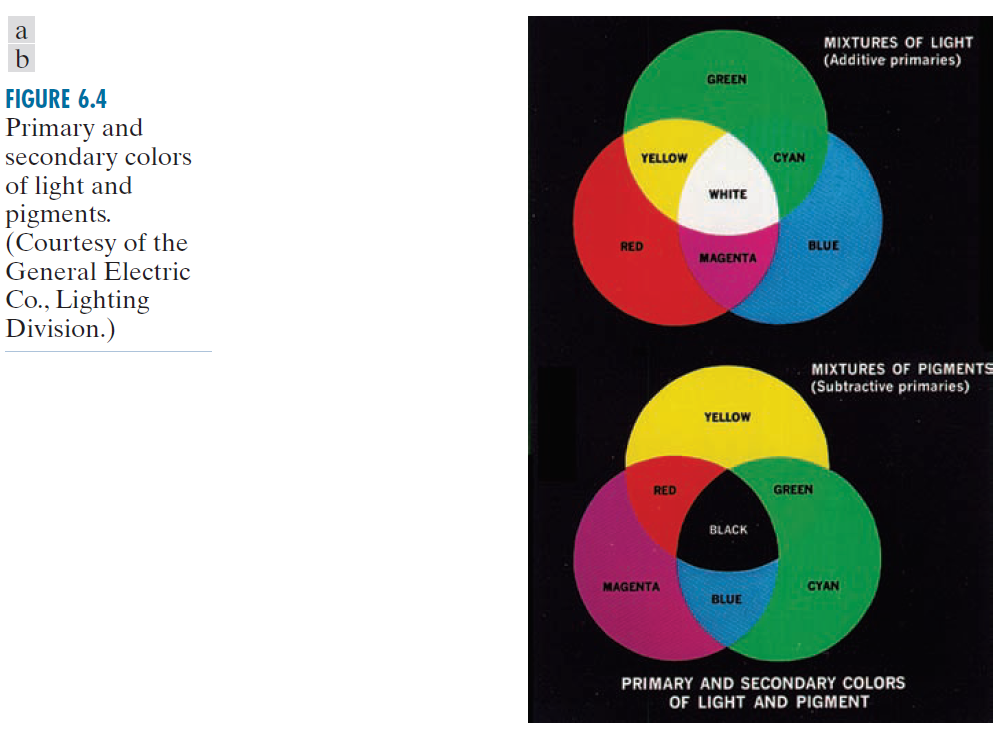 a
b
FIGURE 6.4
Primary and
secondary colors
of light and
pigments.
(Courtesy of the
General Electric
Co., Lighting
Division.)
MIXTURES OF LIGHT
(Additive primaries)
GREEN
YELLOW
CYAN
WHITE
RED
BLUE
MAGENTA
MIXTURES OF PIGMENTS
(Subtractive primaries)
YELLOW
RED
GREEN
BLACK
MAGENTA
CYAN
BLUE
PRIMARY AND SECONDARY COLORS
OF LIGHT AND PIGMENT